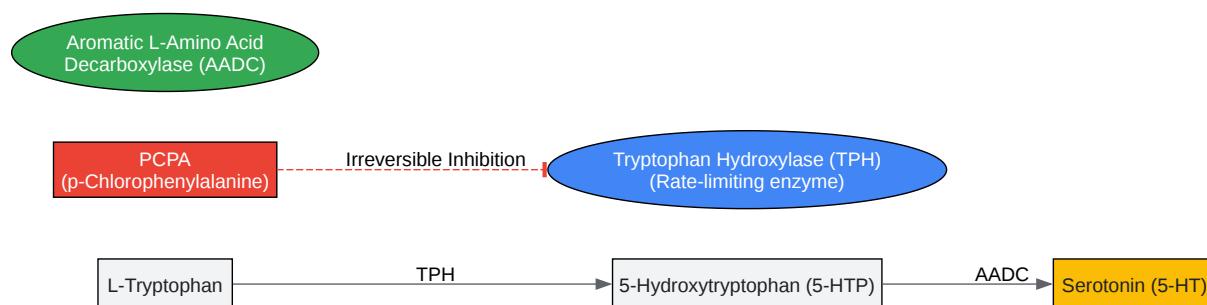 Aromatic L-Amino Acid
Decarboxylase (AADC)
PCPA
(p-Chlorophenylalanine)
Irreversible Inhibition
Tryptophan Hydroxylase (TPH)
(Rate-limiting enzyme)
L-Tryptophan
TPH
5-Hydroxytryptophan (5-HTP)
AADC
Serotonin (5-HT)